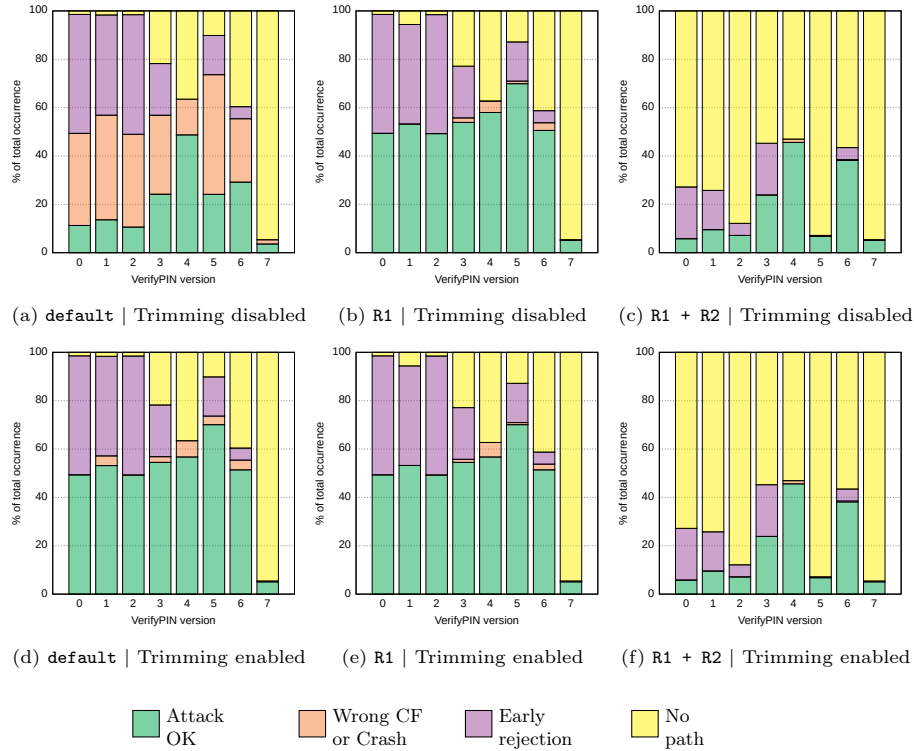 100
80
60
40
20
0
% of total occurrence
0 1 2 3 4 5 6 7
VerifyPIN version
(a) default | Trimming disabled
100
80
60
40
20
0
% of total occurrence
0 1 2 3 4 5 6 7
VerifyPIN version
(b) R1 | Trimming disabled
100
80
60
40
20
0
% of total occurrence
0 1 2 3 4 5 6 7
VerifyPIN version
(c) R1 + R2 | Trimming disabled
100
80
60
40
20
0
% of total occurrence
0 1 2 3 4 5 6 7
VerifyPIN version
(d) default | Trimming enabled
100
80
60
40
20
0
% of total occurrence
0 1 2 3 4 5 6 7
VerifyPIN version
(e) R1 | Trimming enabled
100
80
60
40
20
0
% of total occurrence
0 1 2 3 4 5 6 7
VerifyPIN version
(f) R1 + R2 | Trimming enabled
Attack
OK
Wrong CF
or Crash
Early
rejection
No
path